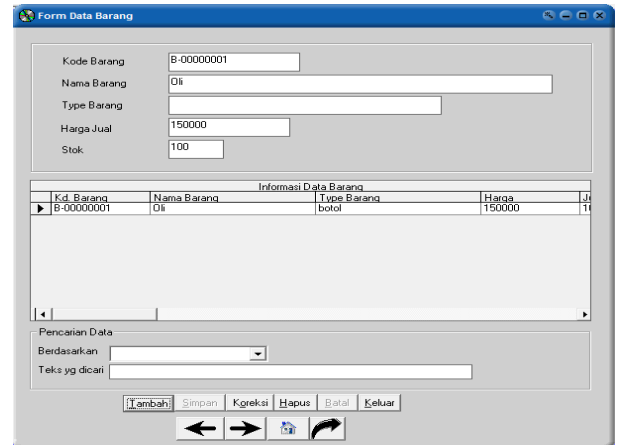 Form Data Barang
Kode Barang B-00000001
Nama Barang Oli
Type Barang
Harga Jual 150000
Stok 100
Informasi Data Barang
Kd. Barang Nama Barang Type Barang Harga
B-00000001 Oli botol 150000
Pencarian Data
Berdasarkan
Teks yg dicari
Tambah Simpan Koreksi Hapus Batal Keluar